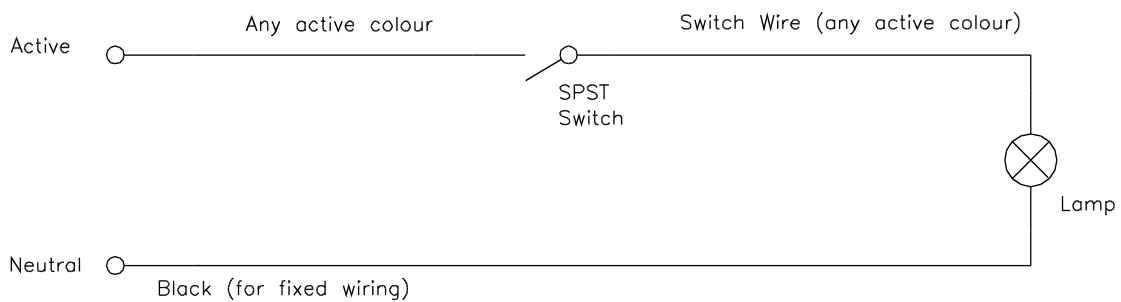 Any active colour
Switch Wire (any active colour)
Active
SPST
Switch
Lamp
Neutral
Black (for fixed wiring)